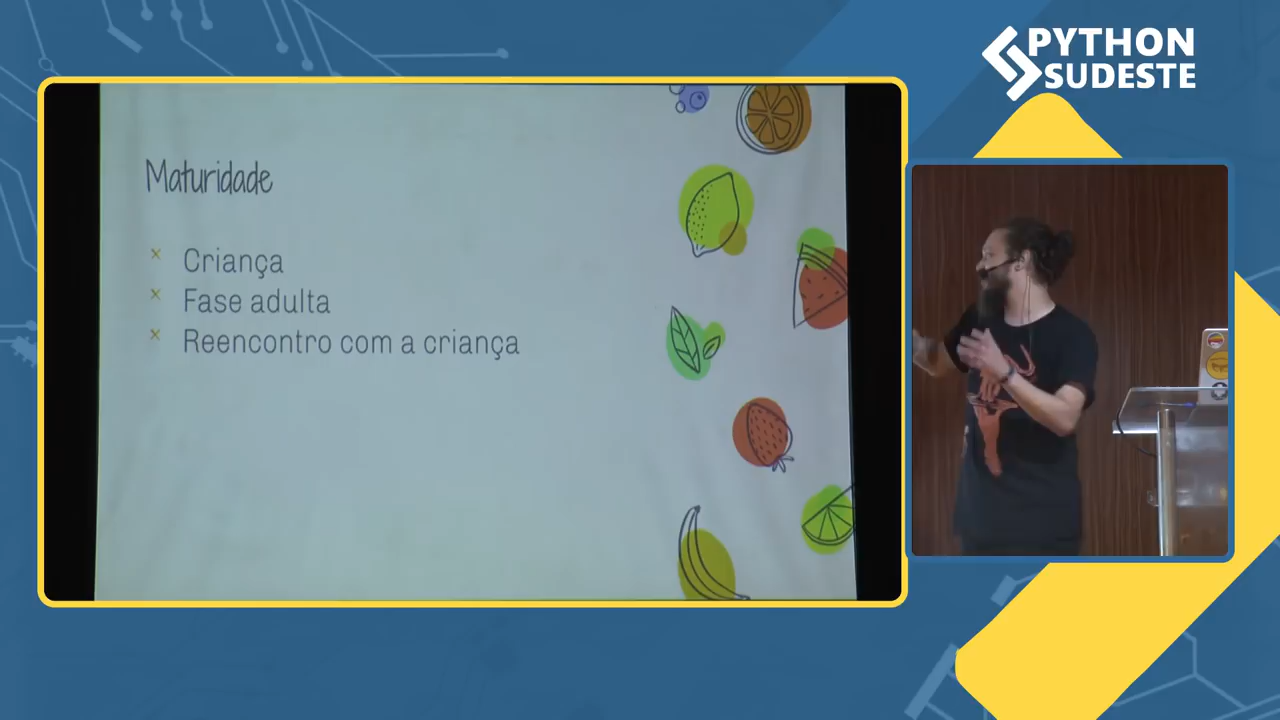 PYTHON
SUDESTE
Maturidade
× Criança
× Fase adulta
× Reencontro com a criança